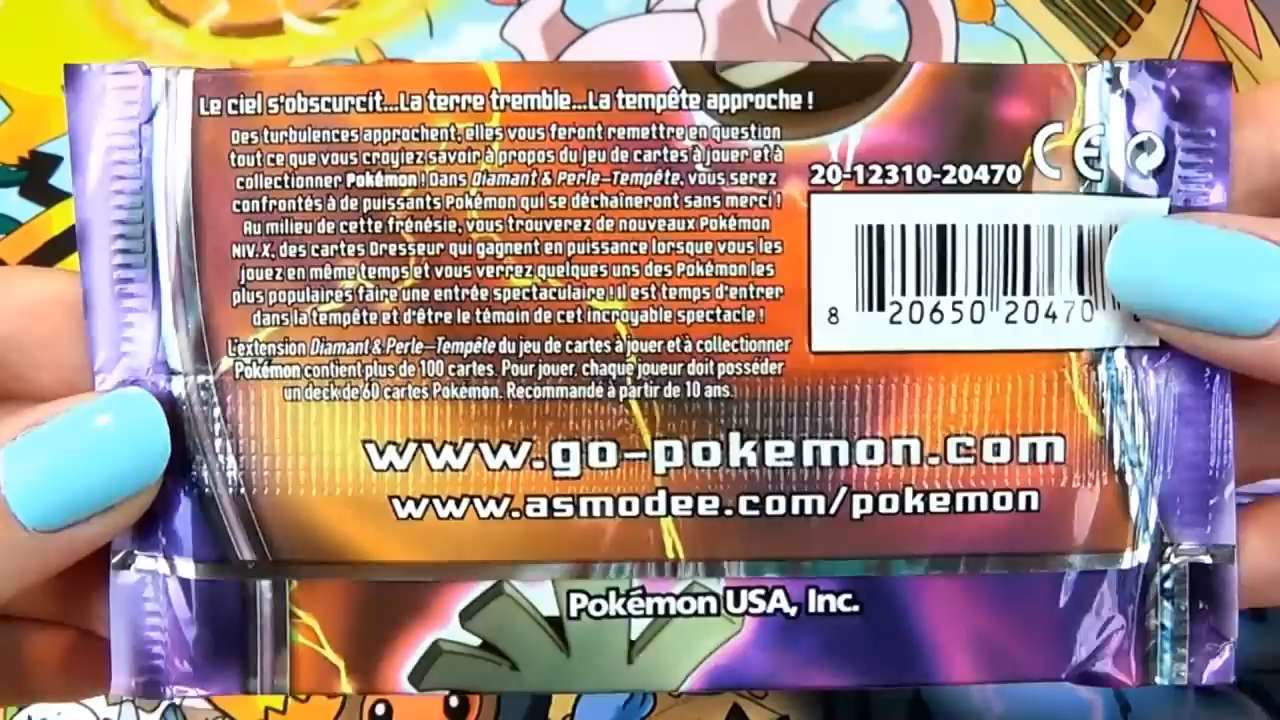 Le ciel s'obscurcit...La terre tremble...La tempête approche !
Des turbulences approchent, elles vous feront remettre en question
tout ce que vous croyiez savoir à propos du jeu de cartes à jouer et à
collectionner Pokémon ! Dans Diamant & Perle–Tempête, vous serez
confrontés à de puissants Pokémon qui se déchaîneront sans merci !
Au milieu de cette frénésie, vous trouverez de nouveaux Pokémon
NIV.X, des cartes Dresseur qui gagnent en puissance lorsque vous les
jouez en même temps et vous verrez quelques uns des Pokémon les
plus populaires faire une entrée spectaculaire ! Il est temps d'entrer
dans la tempête et d'être le témoin de cet incroyable spectacle !
L'extension Diamant & Perle–Tempête du jeu de cartes à jouer et à collectionner
Pokémon contient plus de 100 cartes. Pour jouer, chaque joueur doit posséder
un deck de 60 cartes Pokémon. Recommandé à partir de 10 ans.
20-12310-20470
CE
8 20650 20470
www.go-pokemon.com
www.asmodee.com/pokemon
Pokémon USA, Inc.